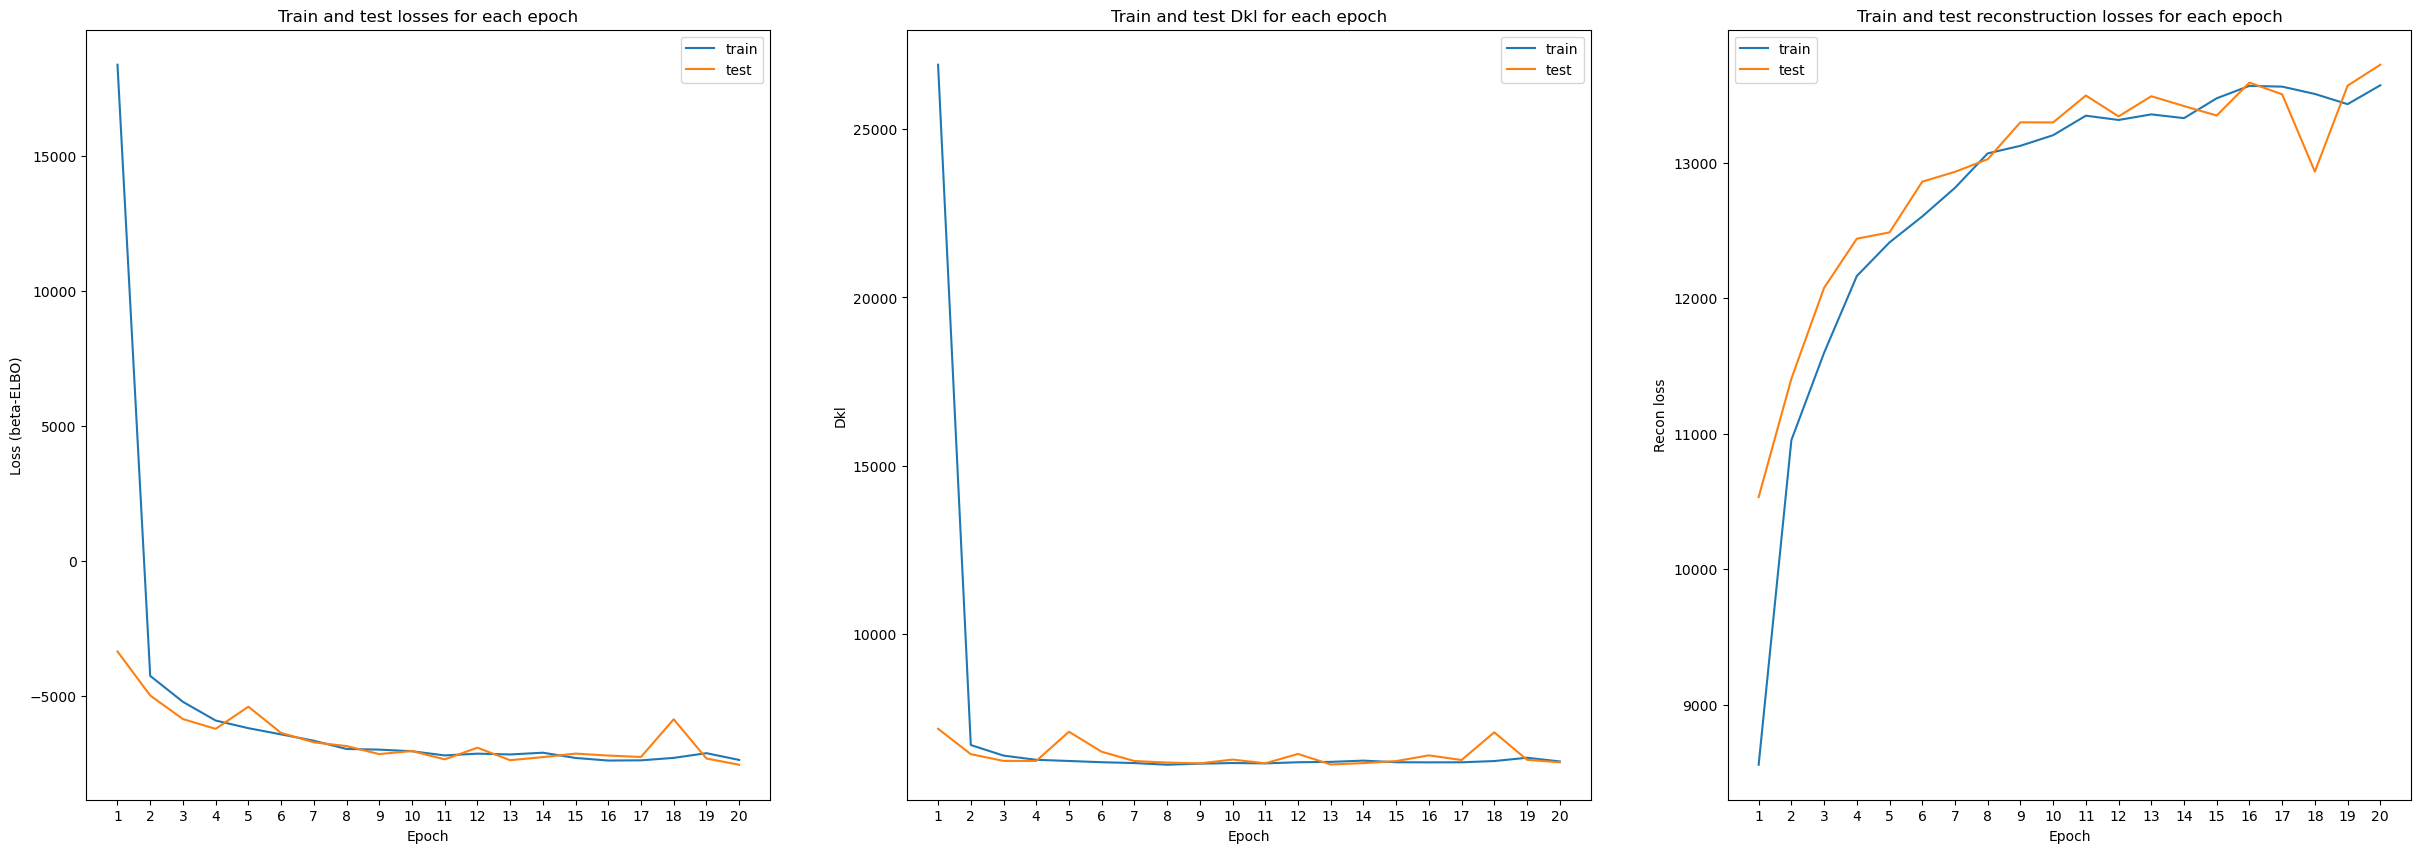 Train and test losses for each epoch
train
test
15000
10000
5000
0
−5000
Loss (beta-ELBO)
1 2 3 4 5 6 7 8 9 10 11 12 13 14 15 16 17 18 19 20
Epoch
Train and test Dkl for each epoch
train
test
25000
20000
15000
10000
Dkl
1 2 3 4 5 6 7 8 9 10 11 12 13 14 15 16 17 18 19 20
Epoch
Train and test reconstruction losses for each epoch
train
test
13000
12000
11000
10000
9000
Recon loss
1 2 3 4 5 6 7 8 9 10 11 12 13 14 15 16 17 18 19 20
Epoch